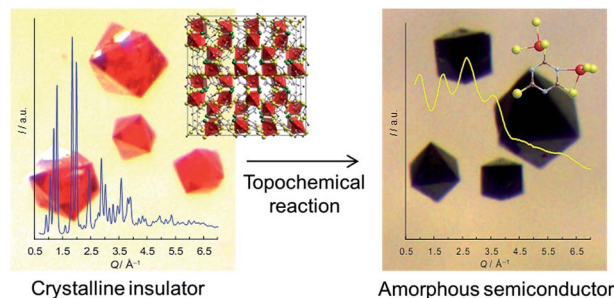 I / a.u.
0.5 1.5 2.5 3.5 4.5 5.5 6.5
Q/ Å⁻¹
Crystalline insulator
Topochemical
reaction
I / a.u.
0.5 1.5 2.5 3.5 4.5 5.5 6.5
Q/ Å⁻¹
Amorphous semiconductor